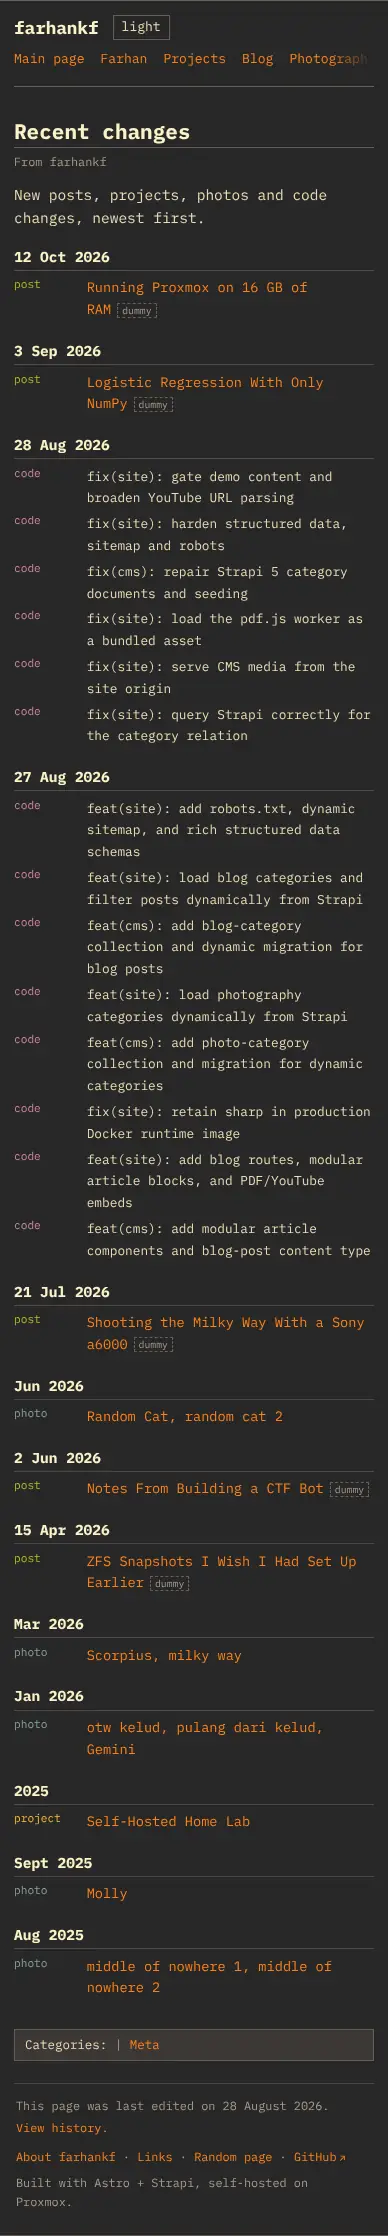 farhankf light
Main page Farhan Projects Blog Photograph
Recent changes
From farhankf
New posts, projects, photos and code
changes, newest first.
12 Oct 2026
post Running Proxmox on 16 GB of
RAM dummy
3 Sep 2026
post Logistic Regression With Only
NumPy dummy
28 Aug 2026
code fix(site): gate demo content and
broaden YouTube URL parsing
code fix(site): harden structured data,
sitemap and robots
code fix(cms): repair Strapi 5 category
documents and seeding
code fix(site): load the pdf.js worker as
a bundled asset
code fix(site): serve CMS media from the
site origin
code fix(site): query Strapi correctly for
the category relation
27 Aug 2026
code feat(site): add robots.txt, dynamic
sitemap, and rich structured data
schemas
code feat(site): load blog categories and
filter posts dynamically from Strapi
code feat(cms): add blog-category
collection and dynamic migration for
blog posts
code feat(site): load photography
categories dynamically from Strapi
code feat(cms): add photo-category
collection and migration for dynamic
categories
code fix(site): retain sharp in production
Docker runtime image
code feat(site): add blog routes, modular
article blocks, and PDF/YouTube
embeds
code feat(cms): add modular article
components and blog-post content type
21 Jul 2026
post Shooting the Milky Way With a Sony
a6000 dummy
Jun 2026
photo Random Cat, random cat 2
2 Jun 2026
post Notes From Building a CTF Bot dummy
15 Apr 2026
post ZFS Snapshots I Wish I Had Set Up
Earlier dummy
Mar 2026
photo Scorpius, milky way
Jan 2026
photo otw kelud, pulang dari kelud,
Gemini
2025
project Self-Hosted Home Lab
Sept 2025
photo Molly
Aug 2025
photo middle of nowhere 1, middle of
nowhere 2
Categories: | Meta
This page was last edited on 28 August 2026.
View history.
About farhankf · Links · Random page · GitHub↗
Built with Astro + Strapi, self-hosted on
Proxmox.